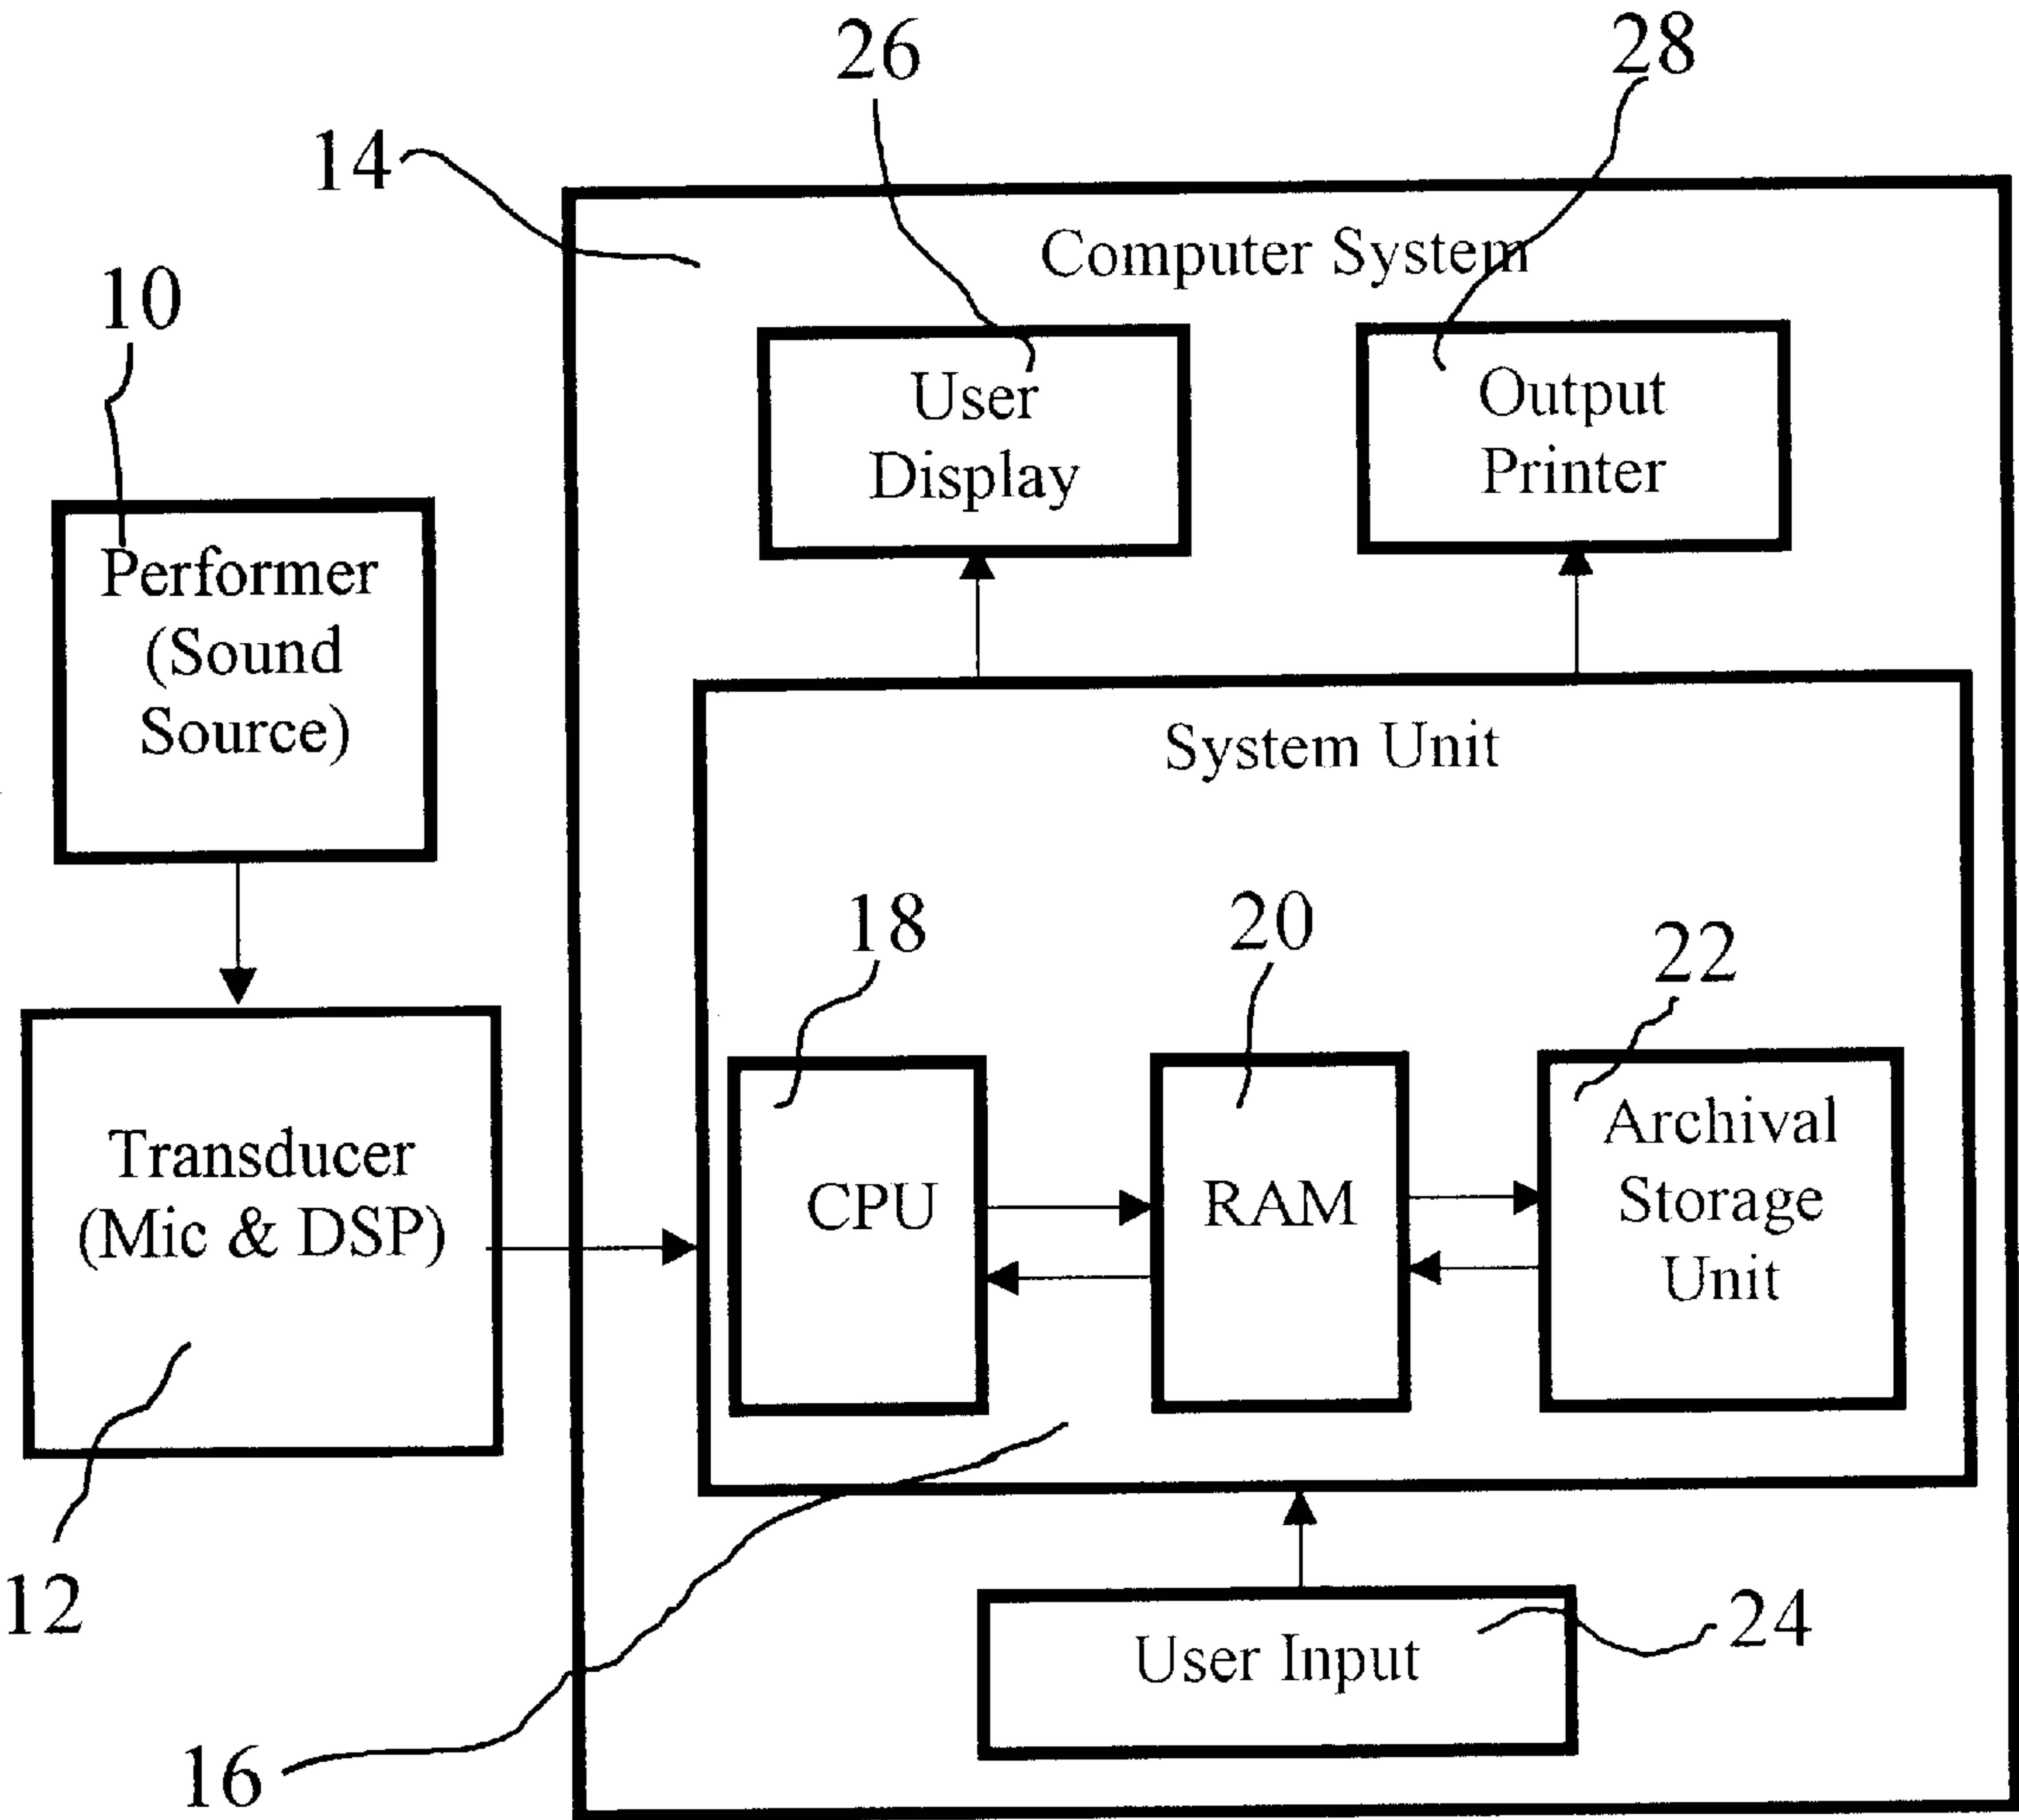 26
28
14
Computer System
10
User
Display
Output
Printer
Performer
(Sound
Source)
System Unit
18
20
22
Transducer
(Mic & DSP)
CPU
RAM
Archival
Storage
Unit
12
24
User Input
16